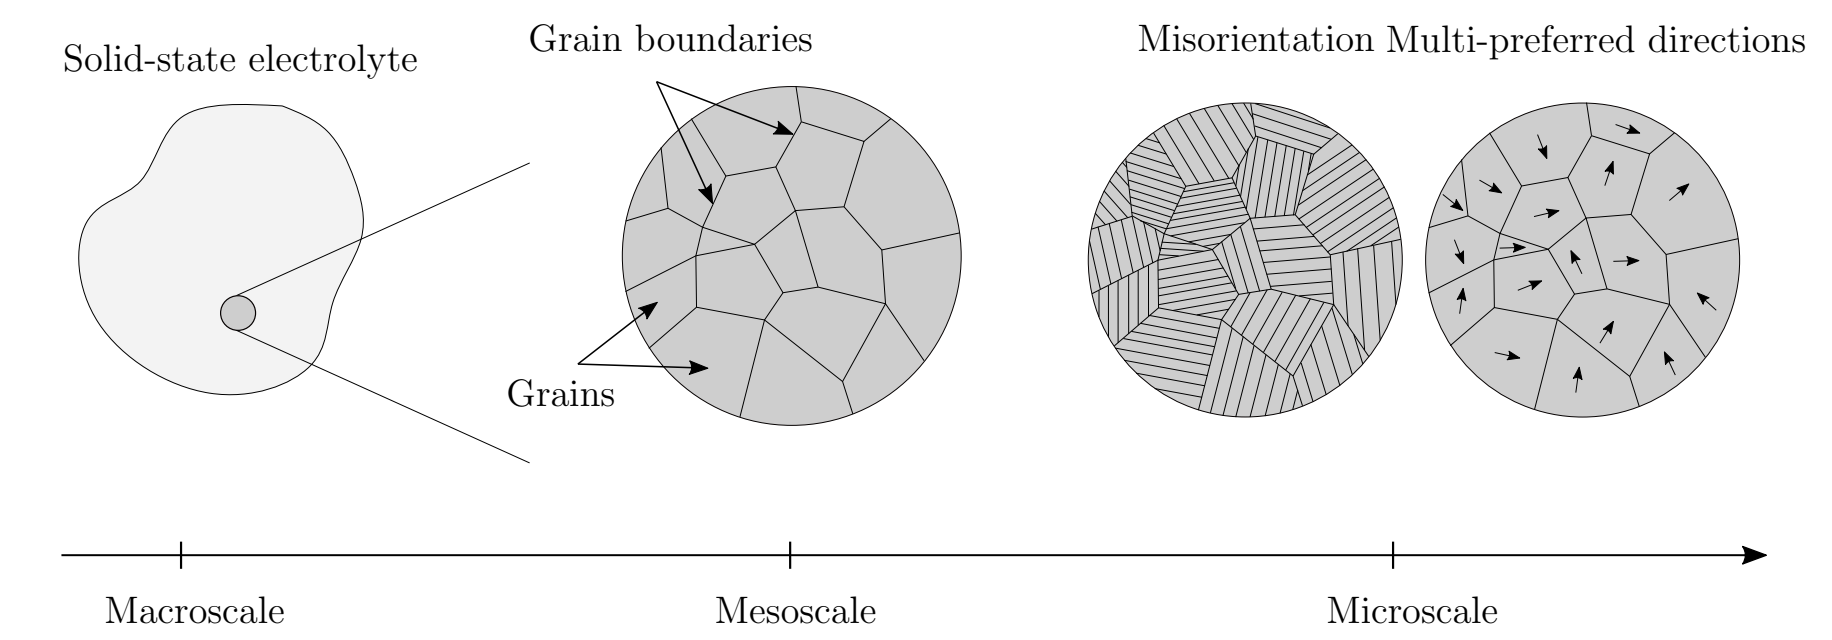 Solid-state electrolyte
Grain boundaries
Grains
Misorientation
Multi-preferred directions
Macroscale
Mesoscale
Microscale